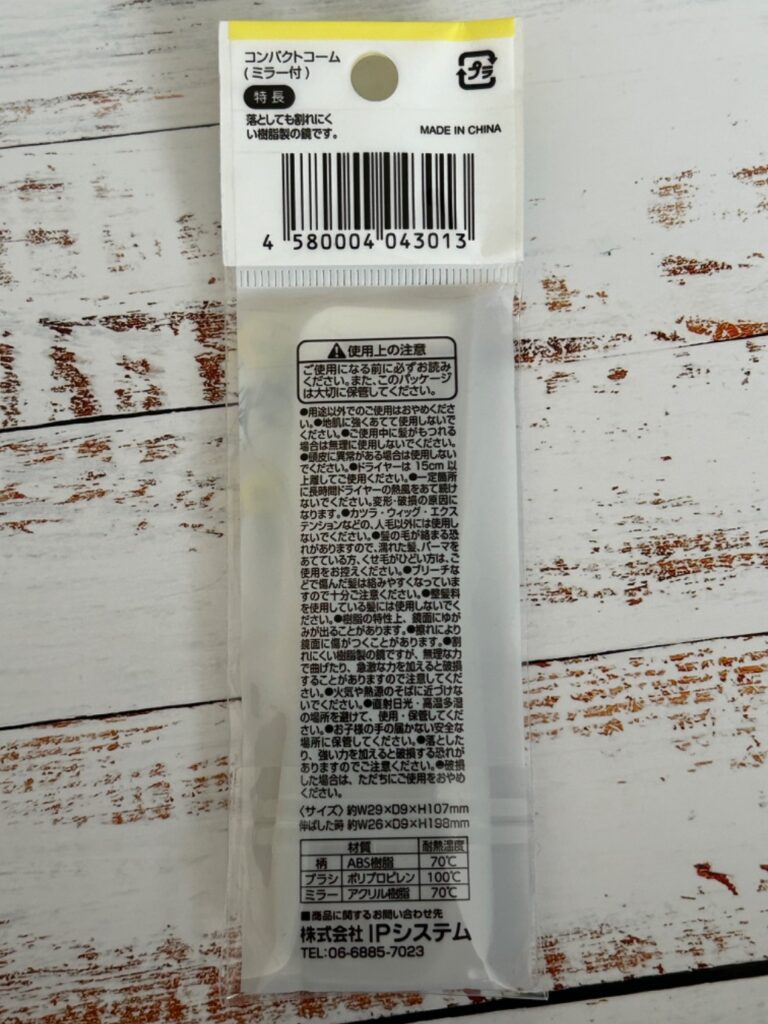 コンパクトコーム
(ミラー付)
プラ
特長
落としても割れにく
い樹脂製の鏡です。
MADE IN CHINA
4 580004 043013
使用上の注意
ご使用になる前に必ずお読み
ください。また、このパッケージ
は大切に保管してください。
●用途以外でのご使用はおやめくださ
い。●地肌に強くあてて使用しないで
ください。●ご使用中に髪がもつれる
場合は無理に使用しないでください。
●頭皮に異常がある場合は使用しない
でください。●ドライヤーは 15cm 以
上離してご使用ください。●一定箇所
に長時間ドライヤーの熱風をあて続け
ないでください。変形・破損の原因に
なります。●カツラ・ウィッグ・エクス
テンションなどの、人毛以外には使用し
ないでください。●髪の毛が絡まる恐
れがありますので、濡れた髪、パーマを
あてている方、くせ毛がひどい方は、ご
使用をお控えください。●ブリーチな
どで傷んだ髪は絡みやすくなっていま
すので十分ご注意ください。●整髪料
を使用している髪には使用しないでく
ださい。●樹脂の特性上、鏡面にゆが
みが出ることがあります。●擦れにより
鏡面に傷がつくことがあります。●割
れにくい樹脂製の鏡ですが、無理な力
で曲げたり、急激な力を加えると破損
することがありますので注意してくださ
い。●火気や熱源のそばに近づけな
いでください。●直射日光・高温多湿
の場所を避けて、使用・保管してくだ
さい。●お子様の手の届かない安全な
場所に保管してください。●落とした
り、強い力を加えると破損する恐れが
ありますのでご注意ください。●破損
した場合は、ただちにご使用をおやめ
ください。
〈サイズ〉約W29×D9×H107mm
伸ばした時 約W26×D9×H198mm
材質 耐熱温度
柄 ABS樹脂 70℃
ブラシ ポリプロピレン 100℃
ミラー アクリル樹脂 70℃
■商品に関するお問い合わせ先
株式会社 IPシステム
TEL:06-6885-7023